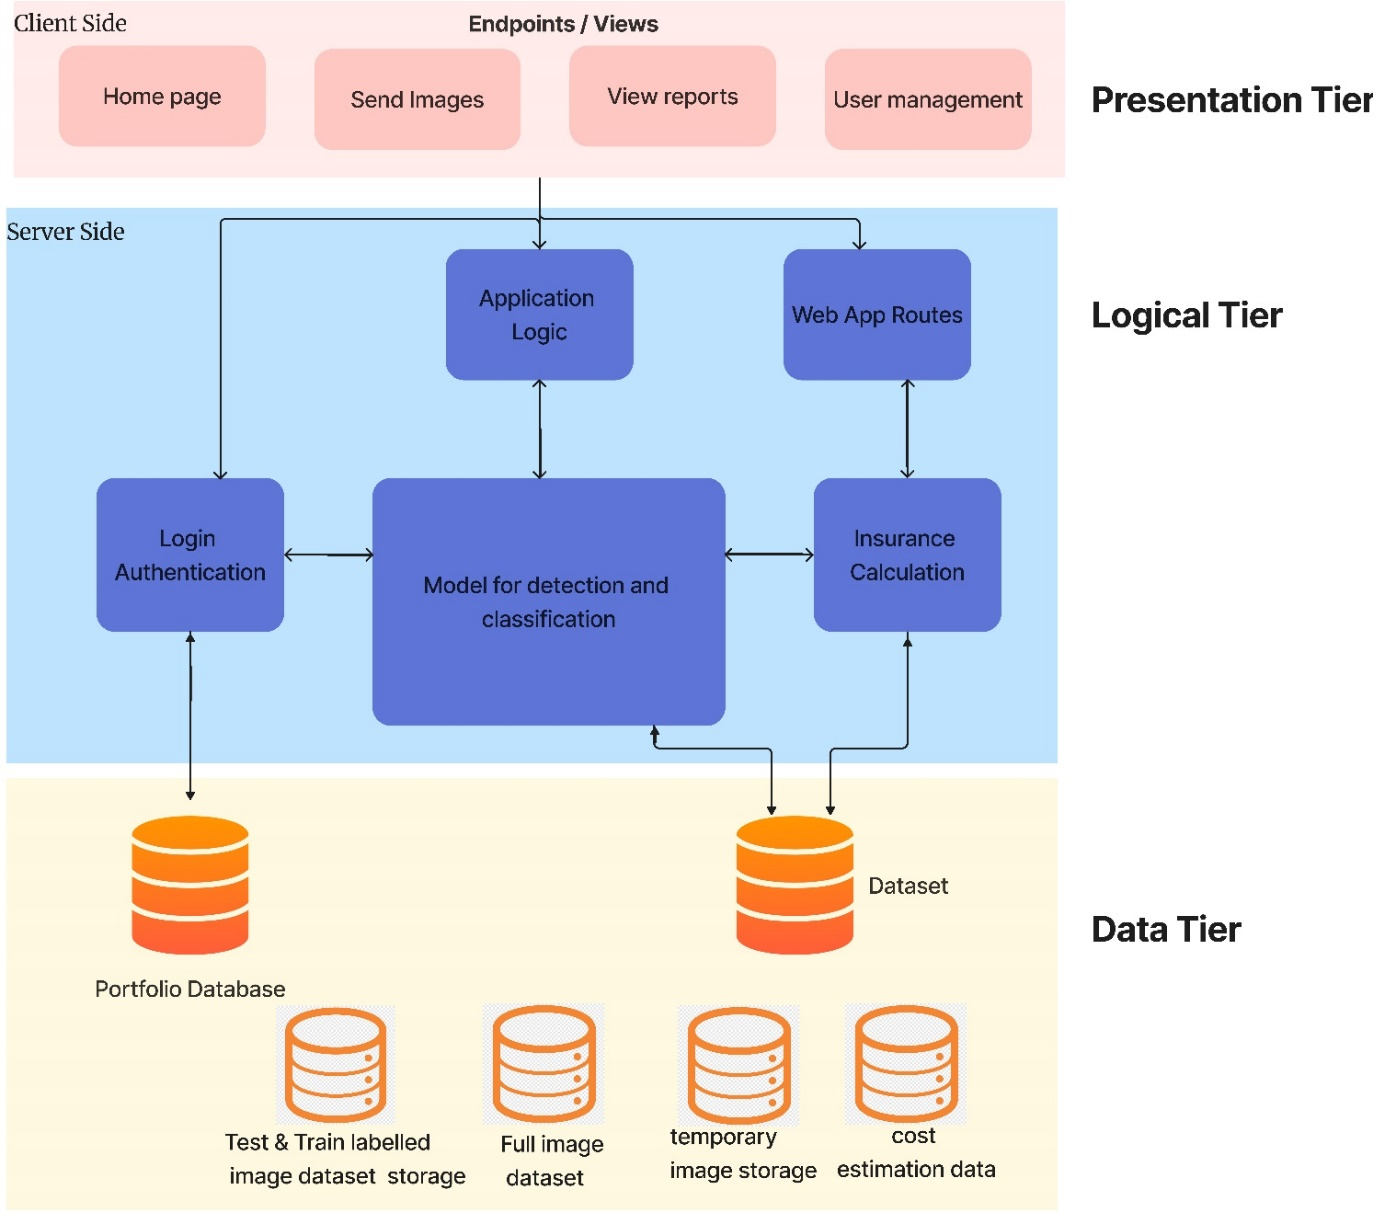 Client Side
Endpoints / Views
Home page
Send Images
View reports
User management
Presentation Tier
Server Side
Application
Logic
Web App Routes
Logical Tier
Login
Authentication
Model for detection and
classification
Insurance
Calculation
Dataset
Data Tier
Portfolio Database
Test & Train labelled
image dataset storage
Full image
dataset
temporary
image storage
cost
estimation data